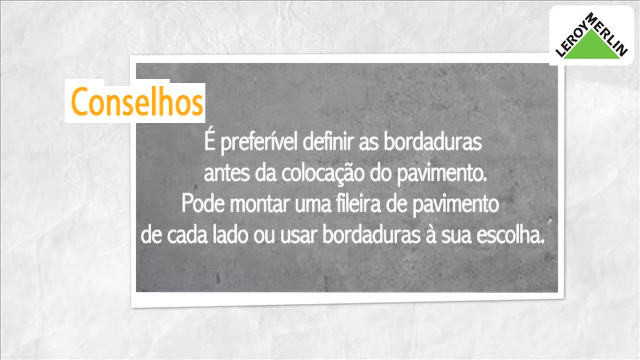 LEROY MERLIN
Conselhos
É preferível definir as bordaduras
antes da colocação do pavimento.
Pode montar uma fileira de pavimento
de cada lado ou usar bordaduras à sua escolha.